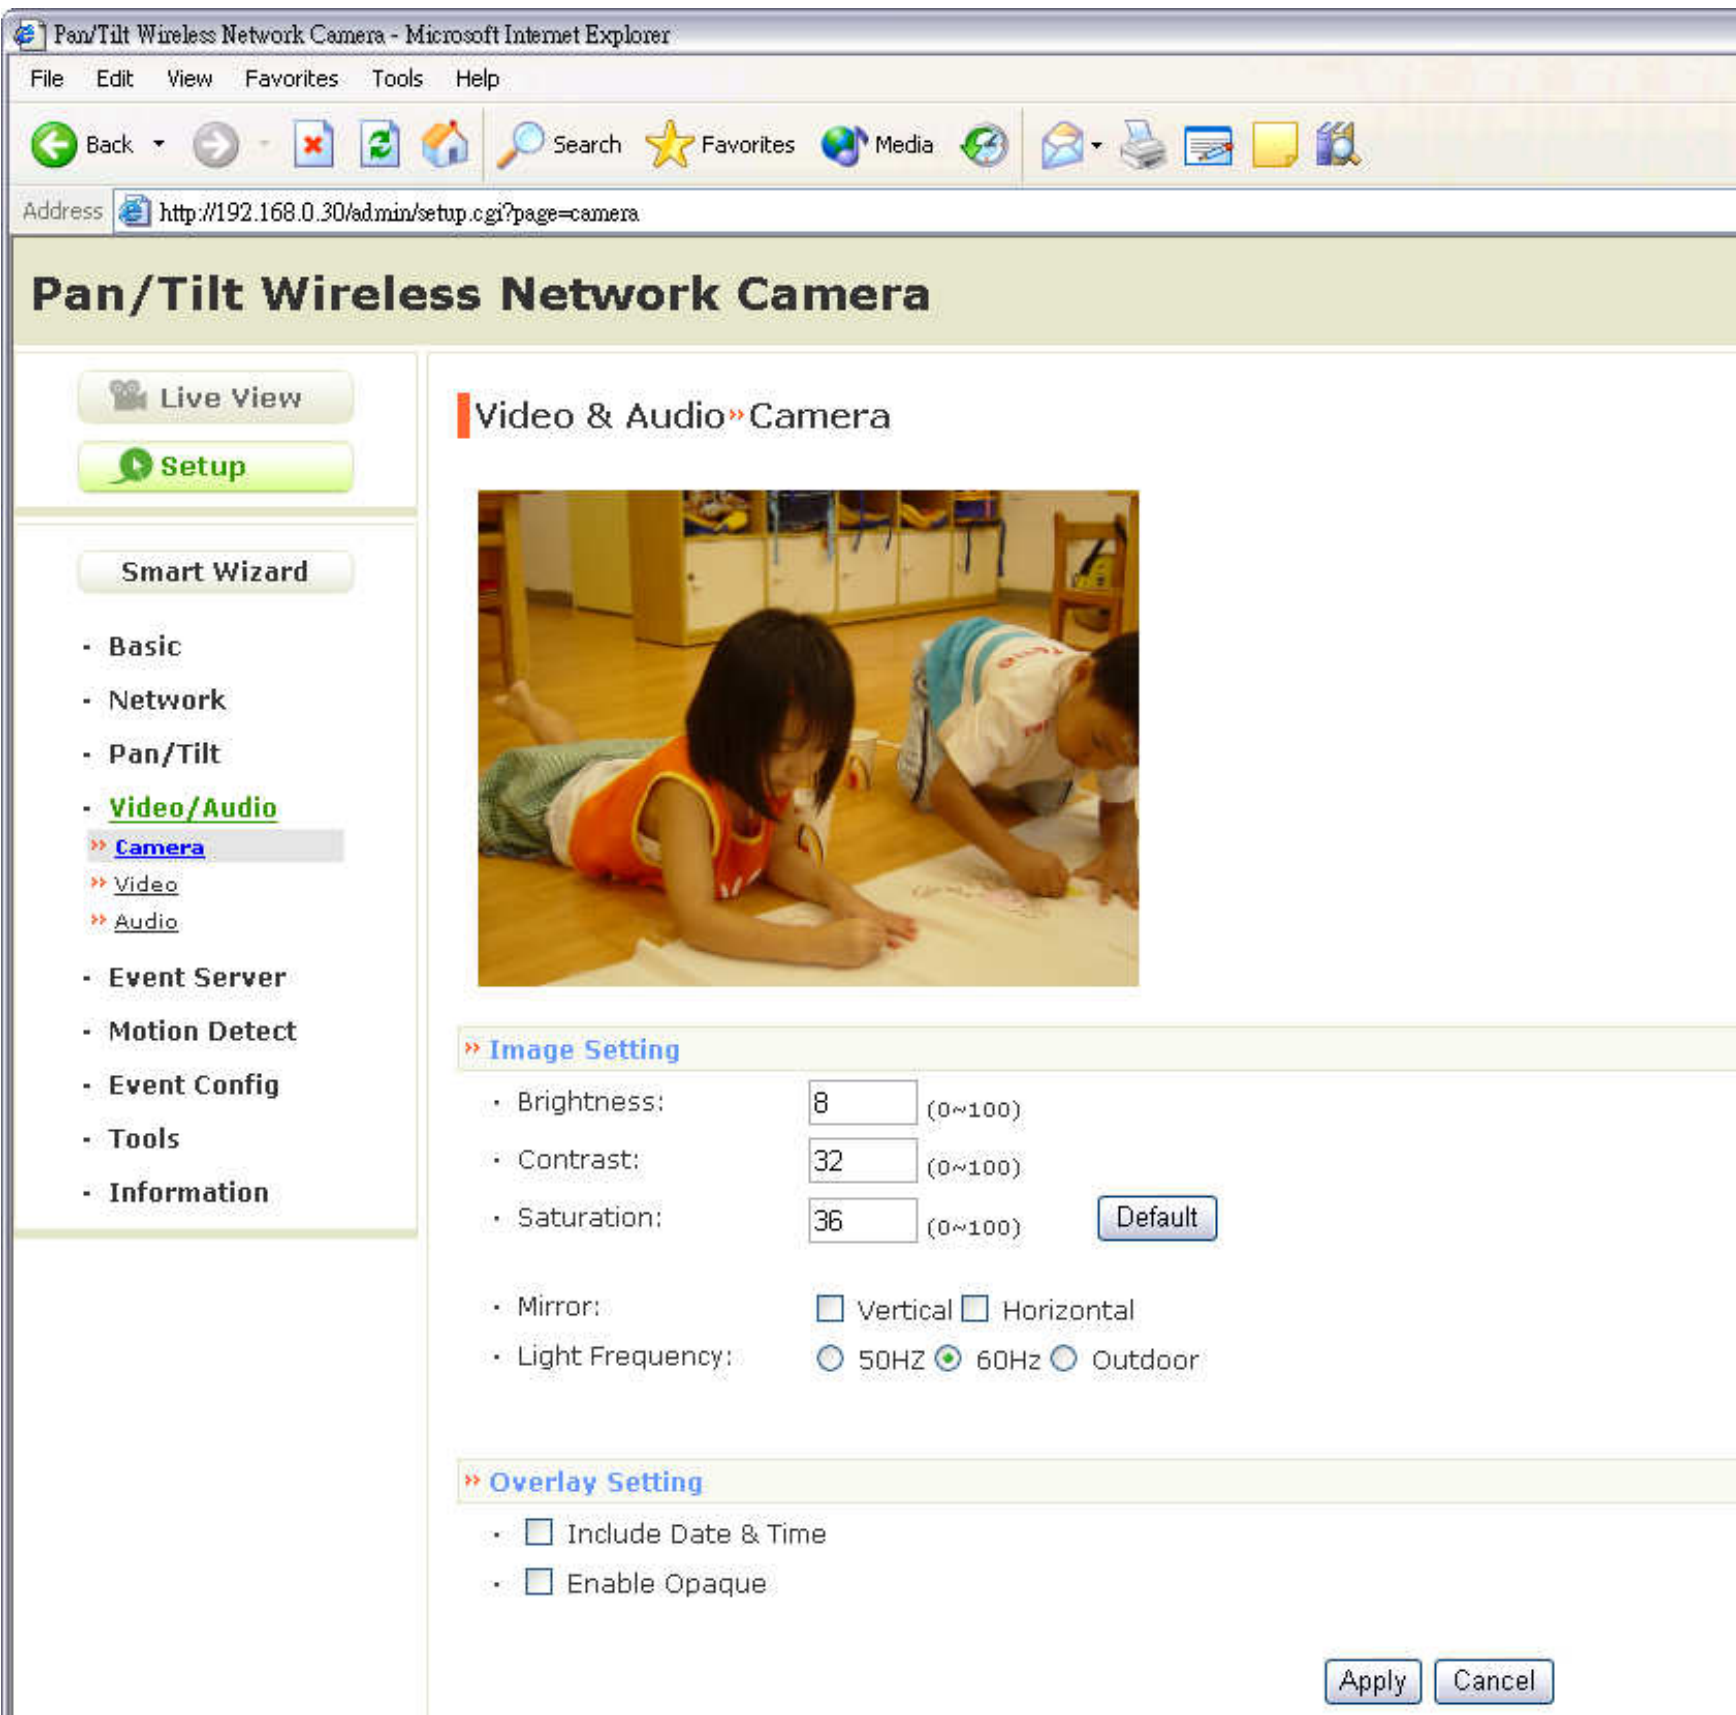 Pan/Tilt Wireless Network Camera - Microsoft Internet Explorer
File Edit View Favorites Tools Help
Back Search Favorites Media
Address http://192.168.0.30/admin/setup.cgi?page=camera
Pan/Tilt Wireless Network Camera
Live View
Setup
Smart Wizard
- Basic
- Network
- Pan/Tilt
- Video/Audio
» Camera
» Video
» Audio
- Event Server
- Motion Detect
- Event Config
- Tools
- Information
Video & Audio»Camera
» Image Setting
· Brightness: 8 (0~100)
· Contrast: 32 (0~100)
· Saturation: 36 (0~100) Default
· Mirror: Vertical Horizontal
· Light Frequency: 50HZ 60Hz Outdoor
» Overlay Setting
· Include Date & Time
· Enable Opaque
Apply Cancel